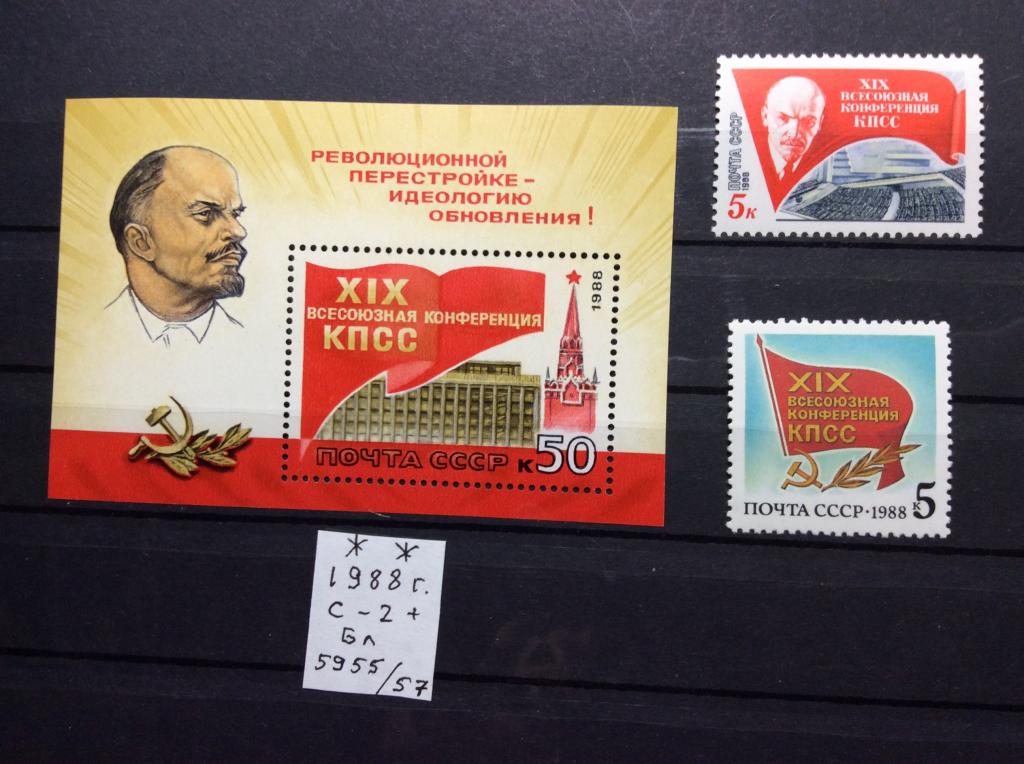 РЕВОЛЮЦИОННОЙ
ПЕРЕСТРОЙКЕ –
ИДЕОЛОГИЮ
ОБНОВЛЕНИЯ!
XIX
ВСЕСОЮЗНАЯ КОНФЕРЕНЦИЯ
КПСС
1988
ПОЧТА СССР к50
XIX
ВСЕСОЮЗНАЯ
КОНФЕРЕНЦИЯ
КПСС
ПОЧТА СССР
1988
5к
XIX
ВСЕСОЮЗНАЯ
КОНФЕРЕНЦИЯ
КПСС
ПОЧТА СССР·1988 к5
* *
1988г.
С-2+
Бл
5955/57